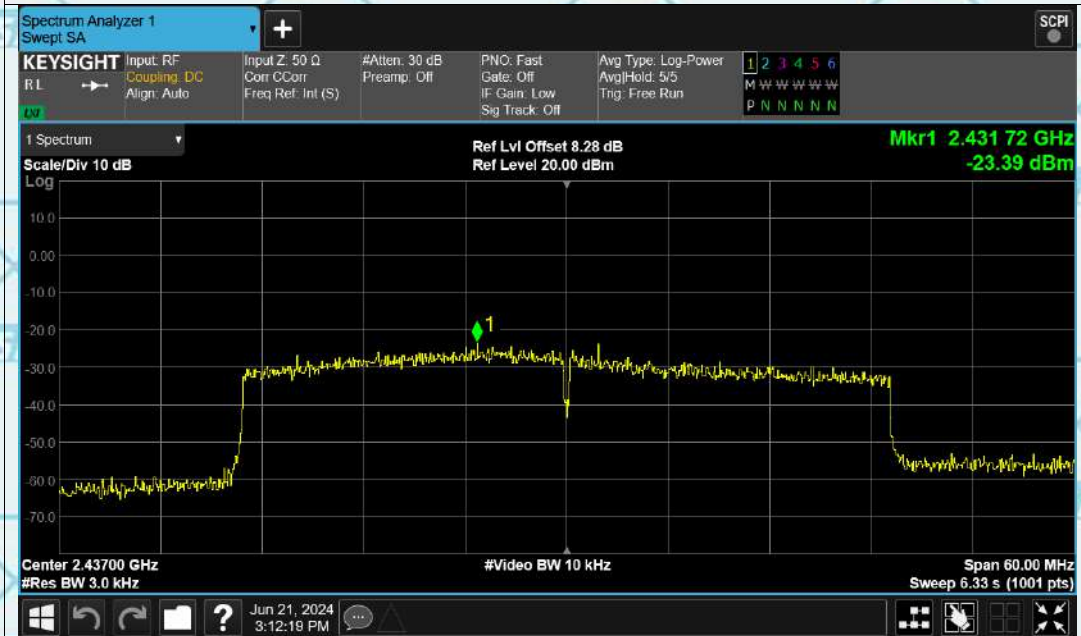 Spectrum Analyzer 1
Swept SA
+
SCPI
KEYSIGHT
R L
LXI
Input: RF
Coupling: DC
Align: Auto
Input Z: 50 Ω
Corr CCorr
Freq Ref: Int (S)
#Atten: 30 dB
Preamp: Off
PNO: Fast
Gate: Off
IF Gain: Low
Sig Track: Off
Avg Type: Log-Power
Avg|Hold: 5/5
Trig: Free Run
1 2 3 4 5 6
M W W W W W
P N N N N N
1 Spectrum
Scale/Div 10 dB
Ref Lvl Offset 8.28 dB
Ref Level 20.00 dBm
Mkr1 2.431 72 GHz
-23.39 dBm
Log
10.0
0.00
-10.0
-20.0
-30.0
-40.0
-50.0
-60.0
-70.0
1
Center 2.43700 GHz
#Res BW 3.0 kHz
#Video BW 10 kHz
Span 60.00 MHz
Sweep 6.33 s (1001 pts)
?
Jun 21, 2024
3:12:19 PM